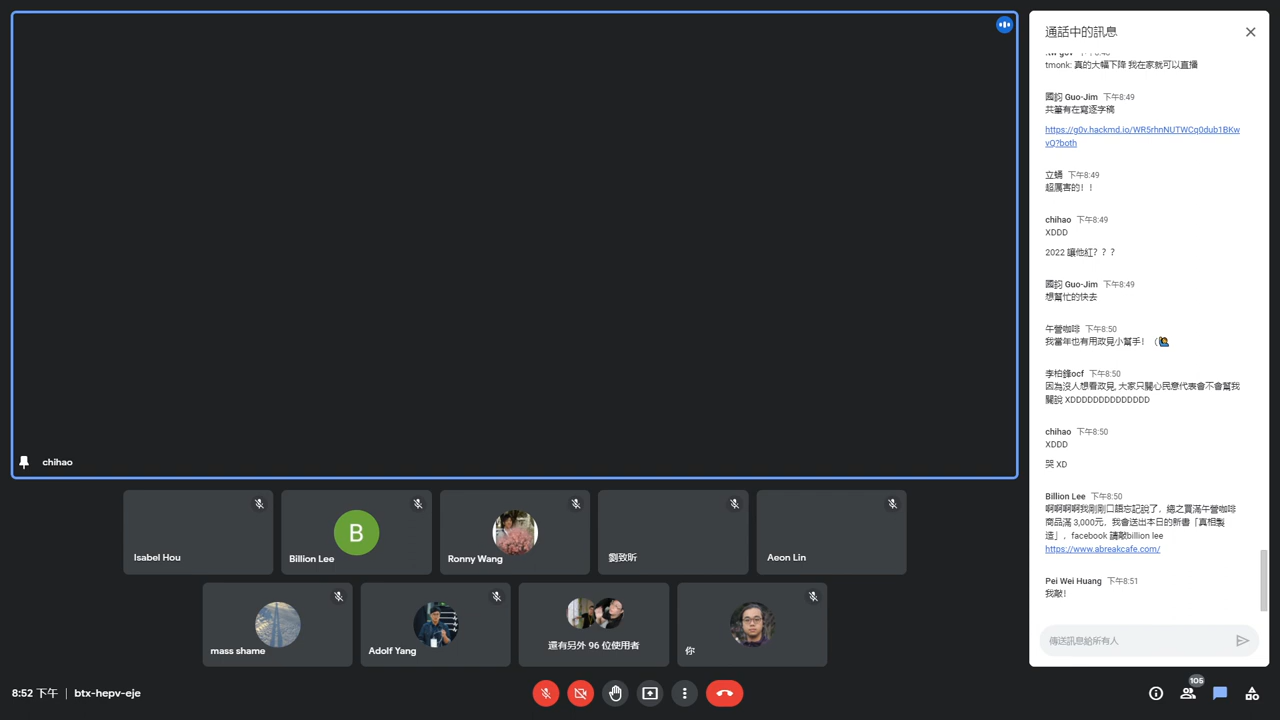 通話中的訊息
tmonk: 真的大幅下降 我在家就可以直播
國鈞 Guo-Jim 下午8:49
共筆有在寫逐字稿
https://g0v.hackmd.io/WR5rhnNUTWCq0dub1BKw
vQ?both
下午8:49
超厲害的！！
chihao 下午8:49
XDDD
2022 讓他紅？？？
國鈞 Guo-Jim 下午8:49
想幫忙的快去
午營咖啡 下午8:50
我當年也有用政見小幫手！（
李柏鋒ocf 下午8:50
因為沒人想看政見, 大家只關心民意代表會不會幫我
關說 XDDDDDDDDDDDDDD
chihao 下午8:50
XDDD
哭 XD
Billion Lee 下午8:50
啊啊啊啊我剛剛口語忘記說了，總之買滿午營咖啡
商品滿 3,000元，我會送出本日的新書「真相製
造」，facebook 請敲billion lee
https://www.abreakcafe.com/
Pei Wei Huang 下午8:51
我敲！
傳送訊息給所有人
chihao
Isabel Hou
B
Billion Lee
Ronny Wang
劉致昕
Aeon Lin
mass shame
Adolf Yang
還有另外 96 位使用者
你
8:52 下午 | btx-hepv-eje
105